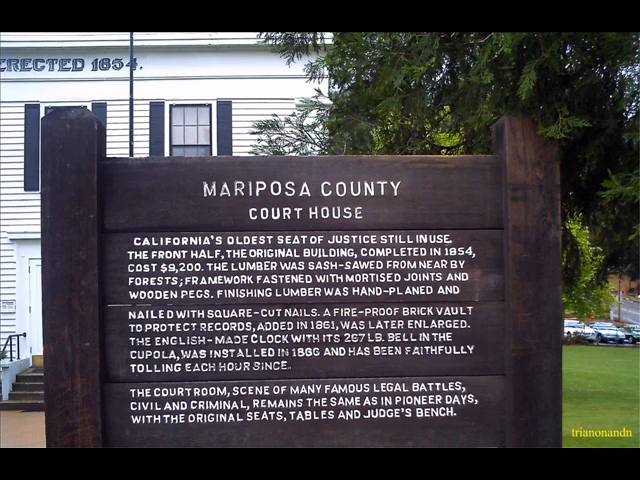 ERECTED 1854.
MARIPOSA COUNTY
COURT HOUSE
CALIFORNIA'S OLDEST SEAT OF JUSTICE STILL IN USE.
THE FRONT HALF, THE ORIGINAL BUILDING, COMPLETED IN 1854,
COST $9,200. THE LUMBER WAS SASH-SAWED FROM NEAR BY
FORESTS; FRAMEWORK FASTENED WITH MORTISED JOINTS AND
WOODEN PEGS. FINISHING LUMBER WAS HAND-PLANED AND
NAILED WITH SQUARE-CUT NAILS. A FIRE-PROOF BRICK VAULT
TO PROTECT RECORDS, ADDED IN 1861, WAS LATER ENLARGED.
THE ENGLISH-MADE CLOCK WITH ITS 267 LB. BELL IN THE
CUPOLA, WAS INSTALLED IN 1866 AND HAS BEEN FAITHFULLY
TOLLING EACH HOUR SINCE.
THE COURTROOM, SCENE OF MANY FAMOUS LEGAL BATTLES,
CIVIL AND CRIMINAL, REMAINS THE SAME AS IN PIONEER DAYS,
WITH THE ORIGINAL SEATS, TABLES AND JUDGE'S BENCH.
trianonandn